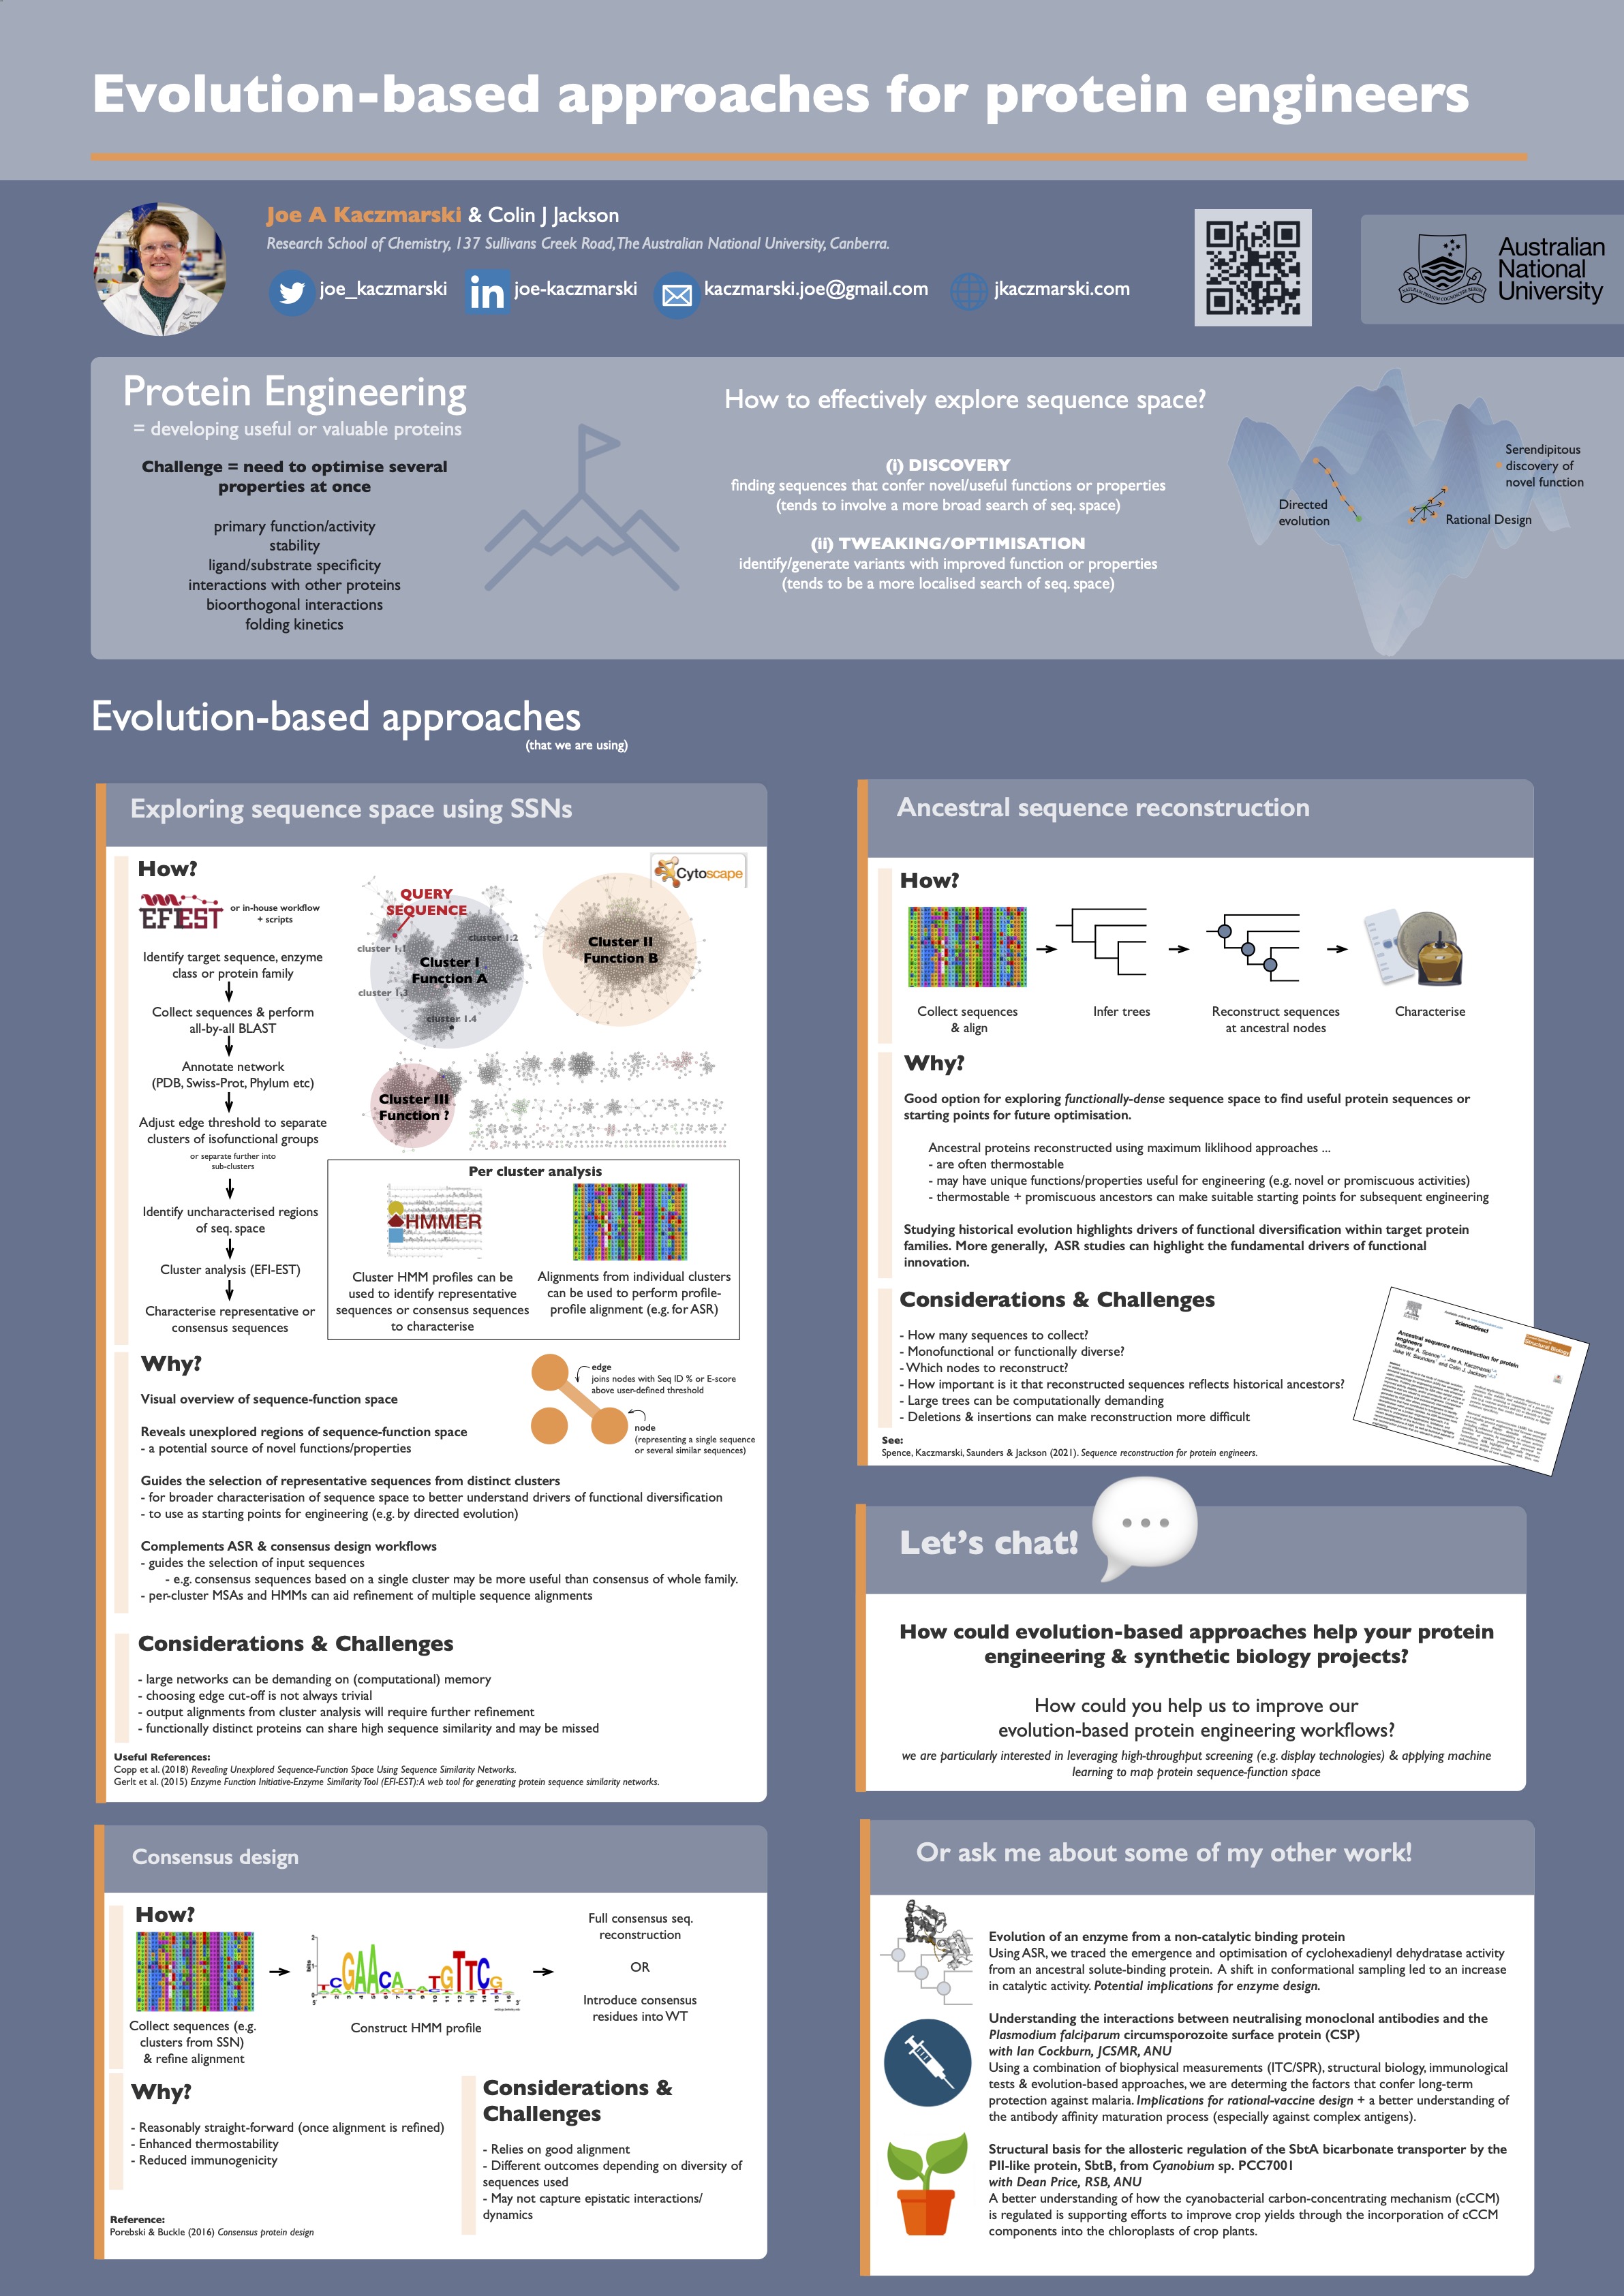 Evolution-based approaches for protein engineers
Joe A Kaczmarski & Colin J Jackson
Research School of Chemistry, 137 Sullivans Creek Road, The Australian National University, Canberra.
joe_kaczmarski
in joe-kaczmarski
kaczmarski.joe@gmail.com
jkaczmarski.com
Australian
National
University
Protein Engineering
= developing useful or valuable proteins
Challenge = need to optimise several
properties at once
primary function/activity
stability
ligand/substrate specificity
interactions with other proteins
bioorthogonal interactions
folding kinetics
How to effectively explore sequence space?
(i) DISCOVERY
finding sequences that confer novel/useful functions or properties
(tends to involve a more broad search of seq. space)
(ii) TWEAKING/OPTIMISATION
identify/generate variants with improved function or properties
(tends to be a more localised search of seq. space)
Directed
evolution
Serendipitous
discovery of
novel function
Rational Design
Evolution-based approaches
(that we are using)
Exploring sequence space using SSNs
How?
EFI EST
or in-house workflow
+ scripts
Identify target sequence, enzyme
class or protein family
Collect sequences & perform
all-by-all BLAST
Annotate network
(PDB, Swiss-Prot, Phylum etc)
Adjust edge threshold to separate
clusters of isofunctional groups
or separate further into
sub-clusters
Identify uncharacterised regions
of seq. space
Cluster analysis (EFI-EST)
Characterise representative or
consensus sequences
Cytoscape
QUERY
SEQUENCE
cluster 1.1
cluster 1.2
Cluster I
Function A
cluster 1.3
cluster 1.4
Cluster II
Function B
Cluster III
Function ?
Per cluster analysis
HMMER
Cluster HMM profiles can be
used to identify representative
sequences or consensus sequences
to characterise
Alignments from individual clusters
can be used to perform profile-
profile alignment (e.g. for ASR)
Why?
Visual overview of sequence-function space
Reveals unexplored regions of sequence-function space
- a potential source of novel functions/properties
edge
joins nodes with Seq ID % or E-score
above user-defined threshold
node
(representing a single sequence
or several similar sequences)
Guides the selection of representative sequences from distinct clusters
- for broader characterisation of sequence space to better understand drivers of functional diversification
- to use as starting points for engineering (e.g. by directed evolution)
Complements ASR & consensus design workflows
- guides the selection of input sequences
- e.g. consensus sequences based on a single cluster may be more useful than consensus of whole family.
- per-cluster MSAs and HMMs can aid refinement of multiple sequence alignments
Considerations & Challenges
- large networks can be demanding on (computational) memory
- choosing edge cut-off is not always trivial
- output alignments from cluster analysis will require further refinement
- functionally distinct proteins can share high sequence similarity and may be missed
Useful References:
Copp et al. (2018) Revealing Unexplored Sequence-Function Space Using Sequence Similarity Networks.
Gerlt et al. (2015) Enzyme Function Initiative-Enzyme Similarity Tool (EFI-EST): A web tool for generating protein sequence similarity networks.
Consensus design
How?
Collect sequences (e.g.
clusters from SSN)
& refine alignment
Construct HMM profile
Full consensus seq.
reconstruction
OR
Introduce consensus
residues into WT
Why?
- Reasonably straight-forward (once alignment is refined)
- Enhanced thermostability
- Reduced immunogenicity
Considerations &
Challenges
- Relies on good alignment
- Different outcomes depending on diversity of
sequences used
- May not capture epistatic interactions/
dynamics
Reference:
Porebski & Buckle (2016) Consensus protein design
Ancestral sequence reconstruction
How?
Collect sequences
& align
Infer trees
Reconstruct sequences
at ancestral nodes
Characterise
Why?
Good option for exploring functionally-dense sequence space to find useful protein sequences or
starting points for future optimisation.
Ancestral proteins reconstructed using maximum liklihood approaches ...
- are often thermostable
- may have unique functions/properties useful for engineering (e.g. novel or promiscuous activities)
- thermostable + promiscuous ancestors can make suitable starting points for subsequent engineering
Studying historical evolution highlights drivers of functional diversification within target protein
families. More generally, ASR studies can highlight the fundamental drivers of functional
innovation.
Considerations & Challenges
- How many sequences to collect?
- Monofunctional or functionally diverse?
- Which nodes to reconstruct?
- How important is it that reconstructed sequences reflects historical ancestors?
- Large trees can be computationally demanding
- Deletions & insertions can make reconstruction more difficult
See:
Spence, Kaczmarski, Saunders & Jackson (2021). Sequence reconstruction for protein engineers.
ScienceDirect
Structural Biology
Ancestral sequence reconstruction for protein
engineers
Matthew A. Spence, Joe A. Kaczmarski,
Jake W. Saunders and Colin J. Jackson
Let's chat!
How could evolution-based approaches help your protein
engineering & synthetic biology projects?
How could you help us to improve our
evolution-based protein engineering workflows?
we are particularly interested in leveraging high-throughput screening (e.g. display technologies) & applying machine
learning to map protein sequence-function space
Or ask me about some of my other work!
Evolution of an enzyme from a non-catalytic binding protein
Using ASR, we traced the emergence and optimisation of cyclohexadienyl dehydratase activity
from an ancestral solute-binding protein. A shift in conformational sampling led to an increase
in catalytic activity. Potential implications for enzyme design.
Understanding the interactions between neutralising monoclonal antibodies and the
Plasmodium falciparum circumsporozoite surface protein (CSP)
with Ian Cockburn, JCSMR, ANU
Using a combination of biophysical measurements (ITC/SPR), structural biology, immunological
tests & evolution-based approaches, we are determing the factors that confer long-term
protection against malaria. Implications for rational-vaccine design + a better understanding of
the antibody affinity maturation process (especially against complex antigens).
Structural basis for the allosteric regulation of the SbtA bicarbonate transporter by the
PII-like protein, SbtB, from Cyanobium sp. PCC7001
with Dean Price, RSB, ANU
A better understanding of how the cyanobacterial carbon-concentrating mechanism (cCCM)
is regulated is supporting efforts to improve crop yields through the incorporation of cCCM
components into the chloroplasts of crop plants.